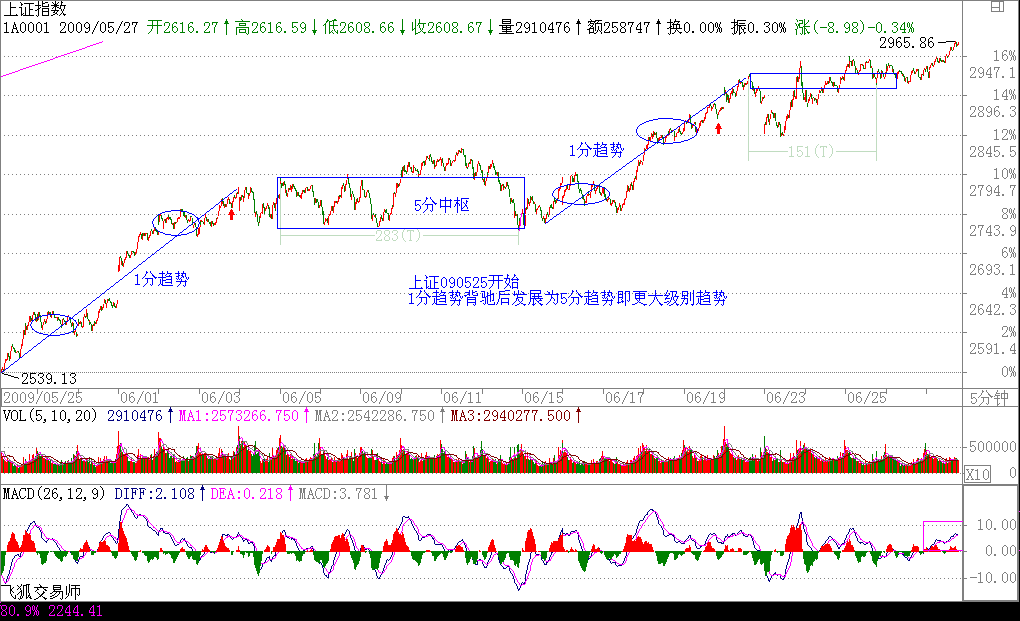 上证指数
1A0001 2009/05/27 开2616.27↑高2616.59↓低2608.66↓收2608.67↓量2910476↑额258747↑换0.00% 振0.30% 涨(-8.98)-0.34%
2965.86
16%
2947.1
14%
2896.3
12%
1分趋势
151(T)
2845.5
10%
2794.7
5分中枢
8%
283(T)
2743.9
6%
1分趋势
2693.1
上证090525开始
4%
1分趋势背驰后发展为5分趋势即更大级别趋势
2642.3
2%
2591.4
0%
2539.13
2009/05/25 06/01 06/03 06/05 06/09 06/11 06/15 06/17 06/19 06/23 06/25 5分钟
VOL(5,10,20) 2910476↑MA1:2573266.750↑MA2:2542286.750↑MA3:2940277.500↑
500000
X10 0
MACD(26,12,9) DIFF:2.108↑DEA:0.218↑MACD:3.781↓
10.00
0.00
-10.00
飞狐交易师
80.9% 2244.41